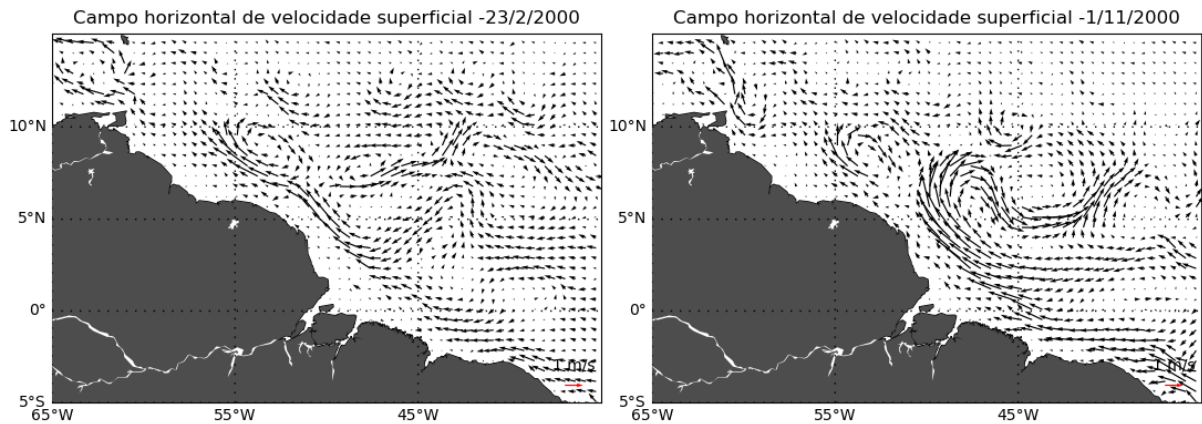 Campo horizontal de velocidade superficial -23/2/2000
10°N
5°N
0°
5°S
65°W
55°W
45°W
1 m/s
Campo horizontal de velocidade superficial -1/11/2000
10°N
5°N
0°
5°S
65°W
55°W
45°W
1 m/s